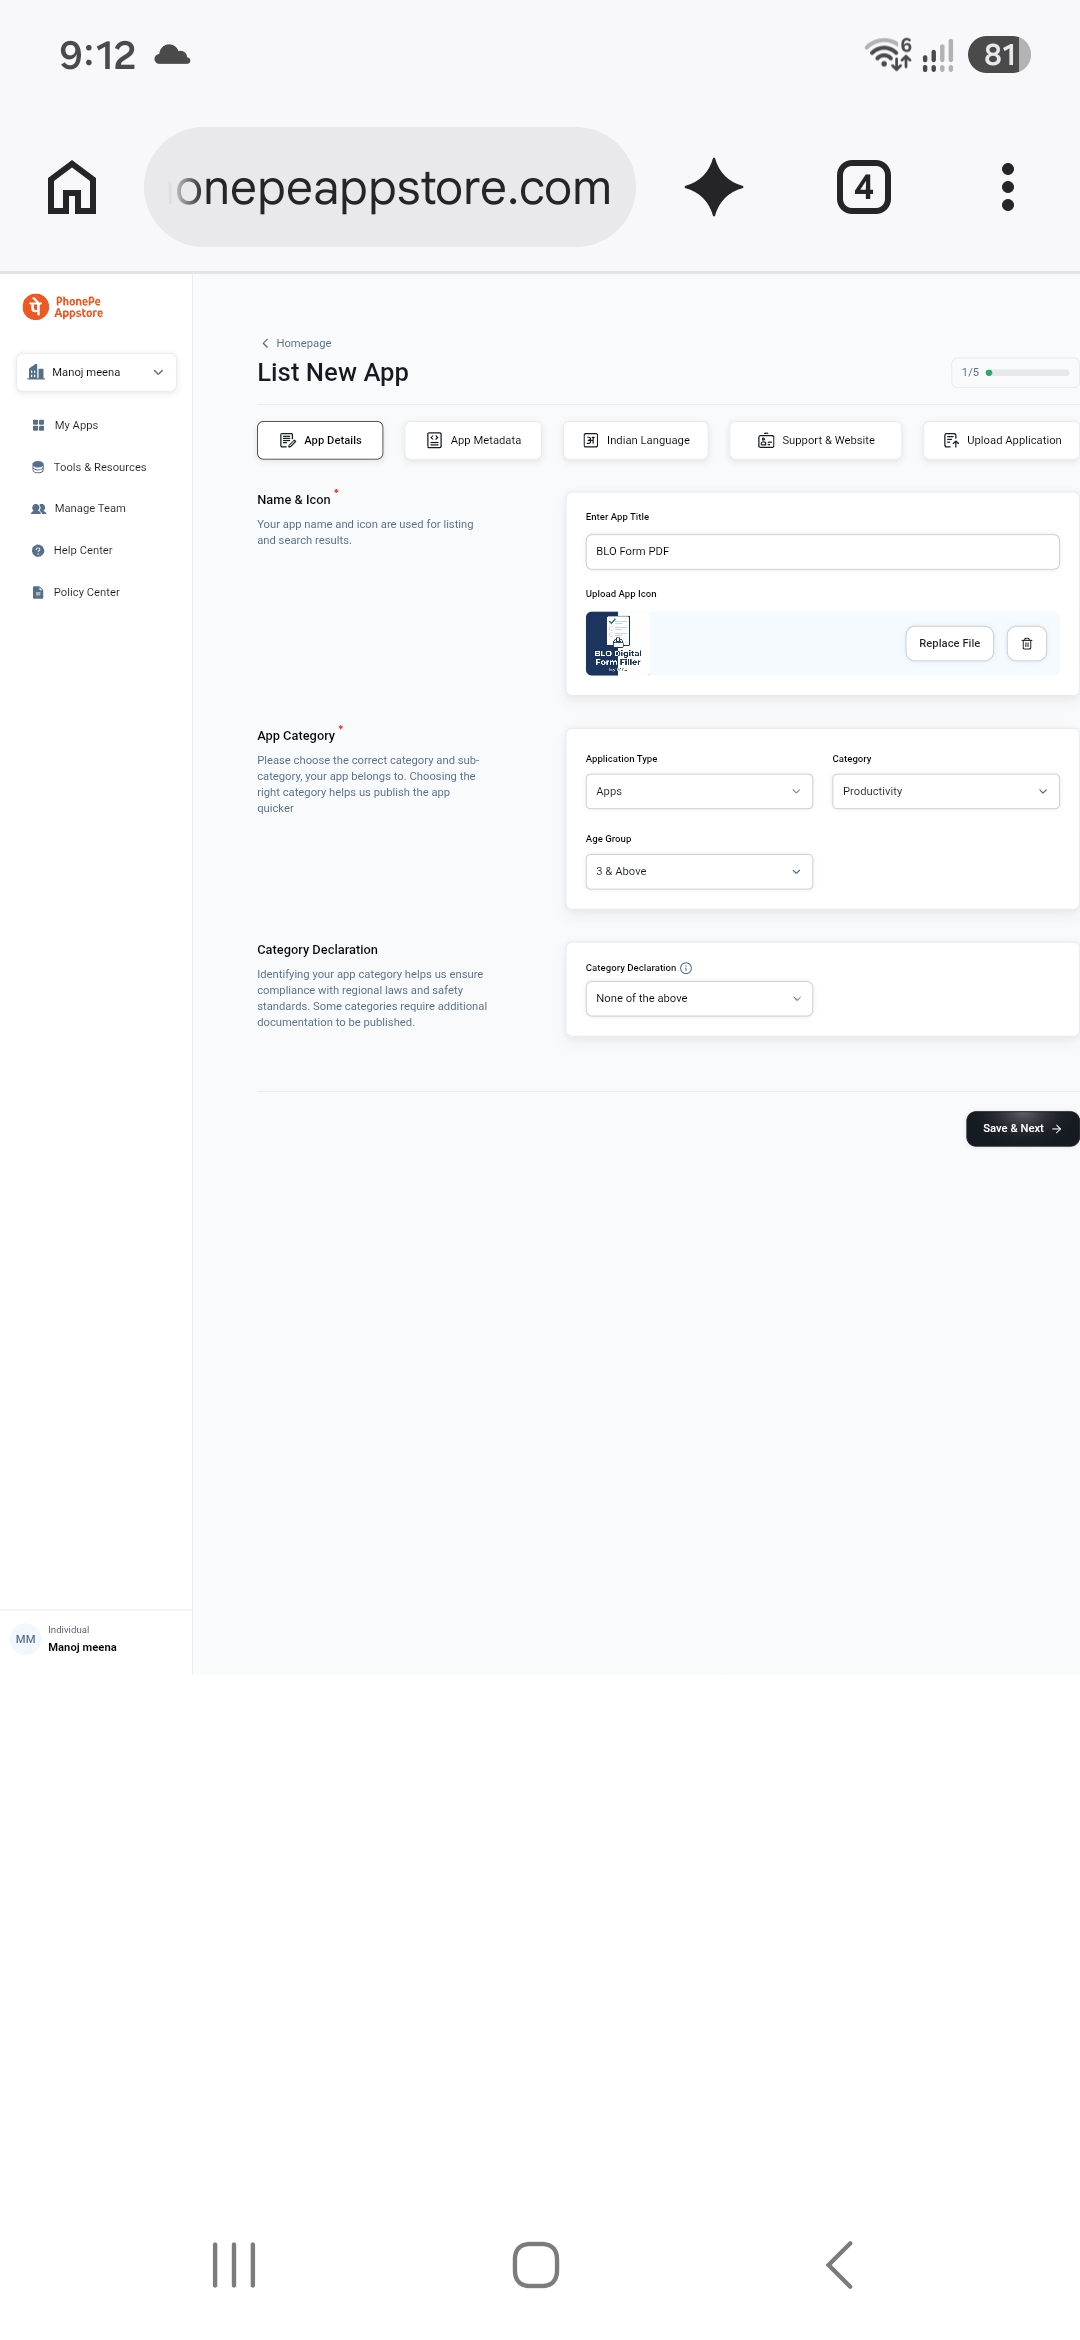 9:12
6
81
onepeappstore.com
4
पे
PhonePe
Appstore
Manoj meena
My Apps
Tools & Resources
Manage Team
Help Center
Policy Center
Homepage
List New App
1/5
App Details
App Metadata
Indian Language
Support & Website
Upload Application
Name & Icon *
Your app name and icon are used for listing
and search results.
Enter App Title
BLO Form PDF
Upload App Icon
BLO Digital
Form Filler
Replace File
App Category *
Please choose the correct category and sub-
category, your app belongs to. Choosing the
right category helps us publish the app
quicker
Application Type
Category
Apps
Productivity
Age Group
3 & Above
Category Declaration
Identifying your app category helps us ensure
compliance with regional laws and safety
standards. Some categories require additional
documentation to be published.
Category Declaration
None of the above
Save & Next
MM
Individual
Manoj meena